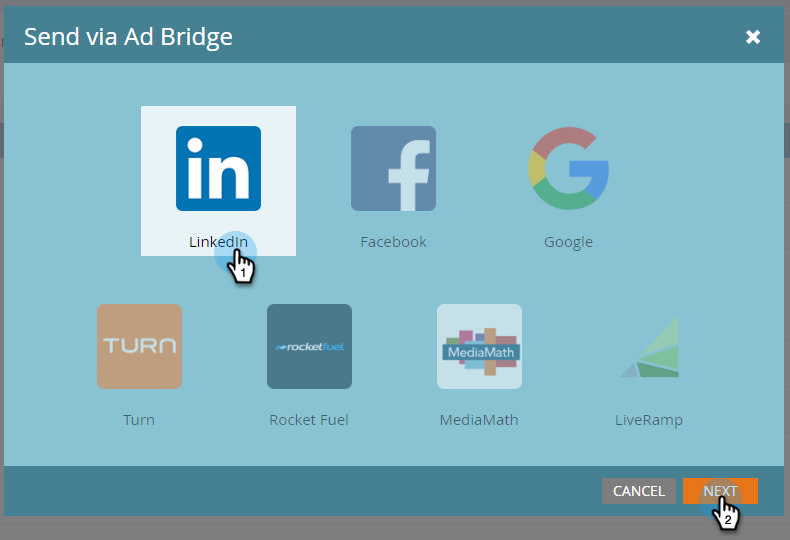 Send via Ad Bridge
in
f
G
LinkedIn
1
Facebook
Google
TURN
rocketfuel
MediaMath
Turn
Rocket Fuel
MediaMath
LiveRamp
CANCEL
NEXT
2